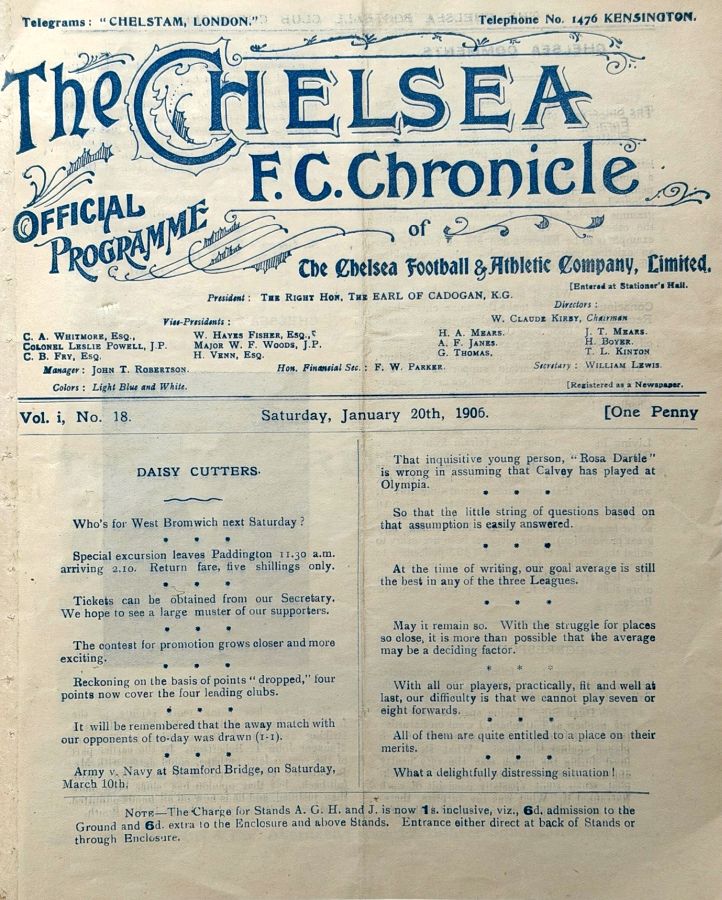 Telegrams: "CHELSTAM, LONDON."
Telephone No. 1476 KENSINGTON.
The CHELSEA
F.C. Chronicle
OFFICIAL
PROGRAMME
of
The Chelsea Football & Athletic Company, Limited.
[Entered at Stationer's Hall.
President: THE RIGHT HON. THE EARL OF CADOGAN, K.G.
Directors:
Vice-Presidents:
W. CLAUDE KIRBY, Chairman
C. A. WHITMORE, ESQ., W. HAYES FISHER, ESQ., H. A. MEARS. J. T. MEARS.
COLONEL LESLIE POWELL, J.P. MAJOR W. F. WOODS, J.P. A. F. JANES. H. BOYER.
C. B. FRY, ESQ. H. VENN, ESQ. G. THOMAS. T. L. KINTON
Manager: JOHN T. ROBERTSON. Hon. Financial Sec.: F. W. PARKER. Secretary: WILLIAM LEWIS.
Colors: Light Blue and White. [Registered as a Newspaper.
Vol. i, No. 18. Saturday, January 20th, 1906. [One Penny
DAISY CUTTERS.
Who's for West Bromwich next Saturday?
* * *
Special excursion leaves Paddington 11.30 a.m.
arriving 2.10. Return fare, five shillings only.
* * *
Tickets can be obtained from our Secretary.
We hope to see a large muster of our supporters.
* * *
The contest for promotion grows closer and more
exciting.
* * *
Reckoning on the basis of points "dropped," four
points now cover the four leading clubs.
* * *
It will be remembered that the away match with
our opponents of to-day was drawn (1-1).
* * *
Army v. Navy at Stamford Bridge, on Saturday,
March 10th.
That inquisitive young person, "Rosa Dartle"
is wrong in assuming that Calvey has played at
Olympia.
* * *
So that the little string of questions based on
that assumption is easily answered.
* * *
At the time of writing, our goal average is still
the best in any of the three Leagues.
* * *
May it remain so. With the struggle for places
so close, it is more than possible that the average
may be a deciding factor.
* * *
With all our players, practically, fit and well at
last, our difficulty is that we cannot play seven or
eight forwards.
* * *
All of them are quite entitled to a place on their
merits.
* * *
What a delightfully distressing situation!
NOTE—The Charge for Stands A. G. H. and J. is now 1s. inclusive, viz., 6d. admission to the
Ground and 6d. extra to the Enclosure and above Stands. Entrance either direct at back of Stands or
through Enclosure.